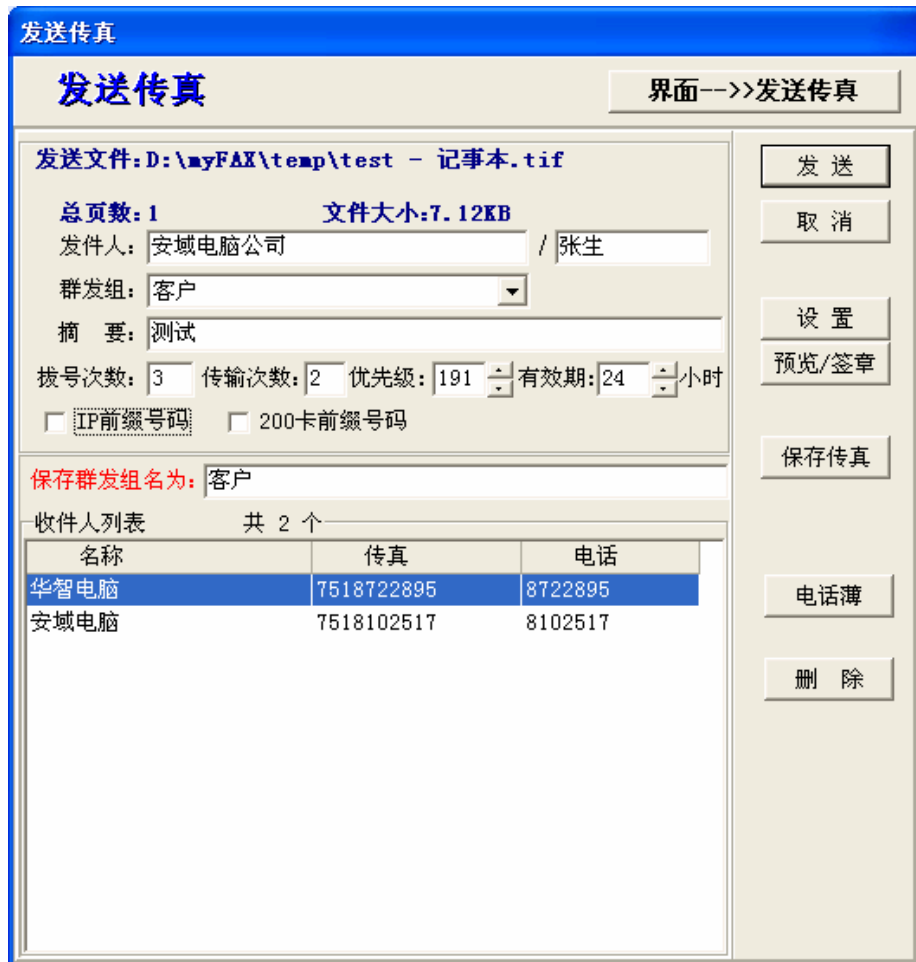 发送传真
发送传真 界面-->>发送传真
发送文件:D:\myFAX\temp\test - 记事本.tif
总页数:1 文件大小:7.12KB
发件人: 安域电脑公司 / 张生
群发组: 客户
摘 要: 测试
拨号次数: 3 传输次数: 2 优先级: 191 有效期: 24 小时
IP前缀号码 200卡前缀号码
保存群发组名为: 客户
收件人列表 共 2 个
名称 传真 电话
华智电脑 7518722895 8722895
安域电脑 7518102517 8102517
发 送
取 消
设 置
预览/签章
保存传真
电话薄
删 除